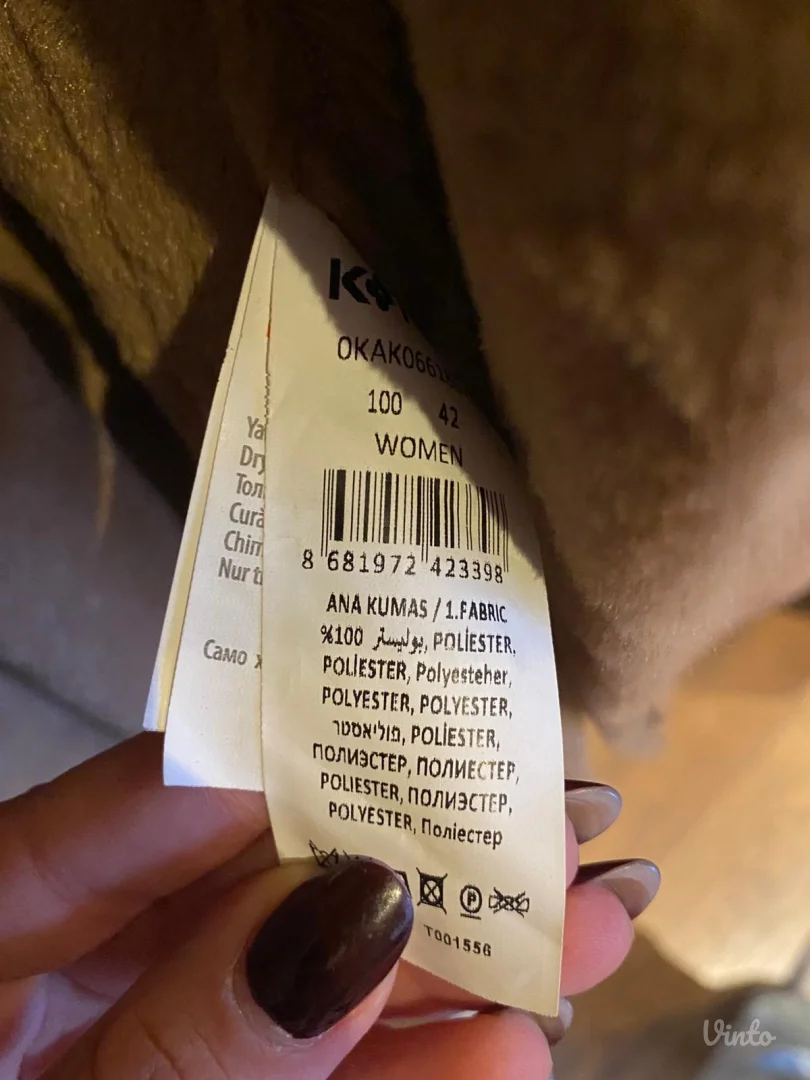 100 42
WOMEN
8 681972 423398
ANA KUMAS / 1.FABRIC
%100 بوليستر, POLİESTER,
POLİESTER, Polyesteher,
POLYESTER, POLYESTER,
פוליאסטר, POLİESTER,
ПОЛИЭСТЕР, ПОЛИЕСТЕР,
POLIESTER, ПОЛИЭСТЕР,
POLYESTER, Поліестер
P
T001556
Само
Vinto